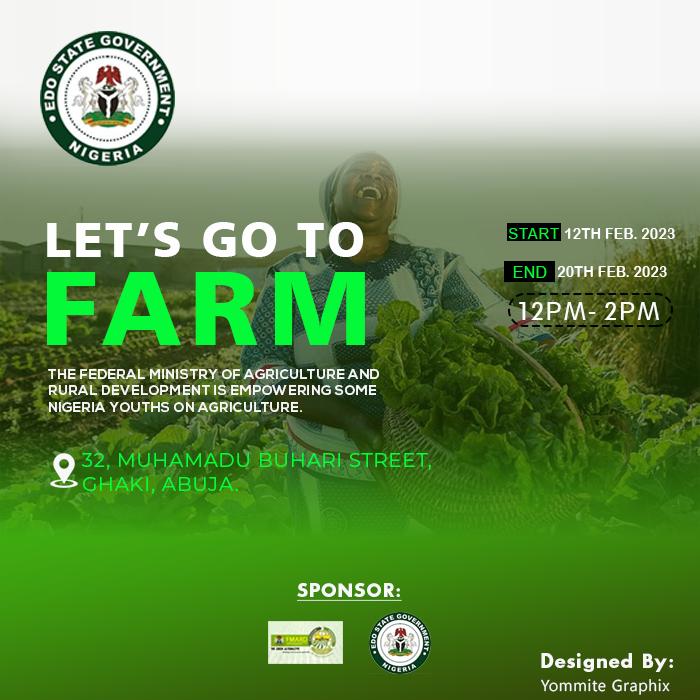 EDO STATE GOVERNMENT
NIGERIA
LET'S GO TO
FARM
START 12TH FEB. 2023
END 20TH FEB. 2023
12PM- 2PM
THE FEDERAL MINISTRY OF AGRICULTURE AND
RURAL DEVELOPMENT IS EMPOWERING SOME
NIGERIA YOUTHS ON AGRICULTURE.
32, MUHAMADU BUHARI STREET,
GHAKI, ABUJA.
SPONSOR:
FMARD
EDO STATE GOVERNMENT
NIGERIA
Designed By:
Yommite Graphix